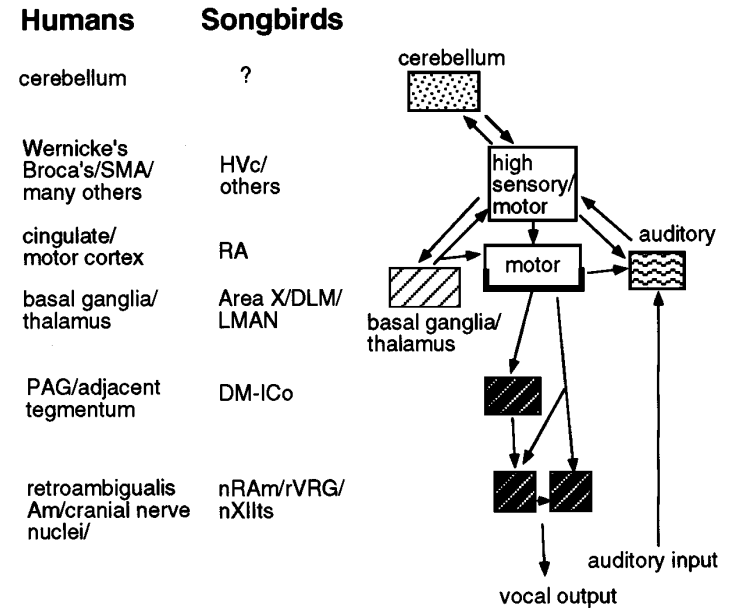 Humans
Songbirds
cerebellum
?
Wernicke's
Broca's/SMA/
many others
HVc/
others
cingulate/
motor cortex
RA
basal ganglia/
thalamus
Area X/DLM/
LMAN
PAG/adjacent
tegmentum
DM-ICo
retroambigualis
Am/cranial nerve
nuclei/
nRAm/rVRG/
nXIIts
cerebellum
high
sensory/
motor
auditory
motor
basal ganglia/
thalamus
auditory input
vocal output